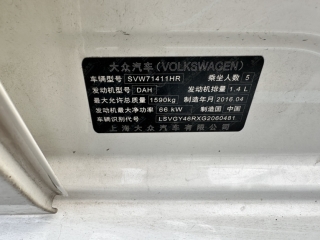 大众汽车(VOLKSWAGEN)
车辆型号 SVW71411HR 乘坐人数 5
发动机型号 DAH 发动机排量 1.4 L
最大允许总质量 1590kg 制造年月 2016.04
发动机最大净功率 66 kW 制造国 中国
车辆识别代号 LSVGY46RXG2060481
上海大众汽车有限公司